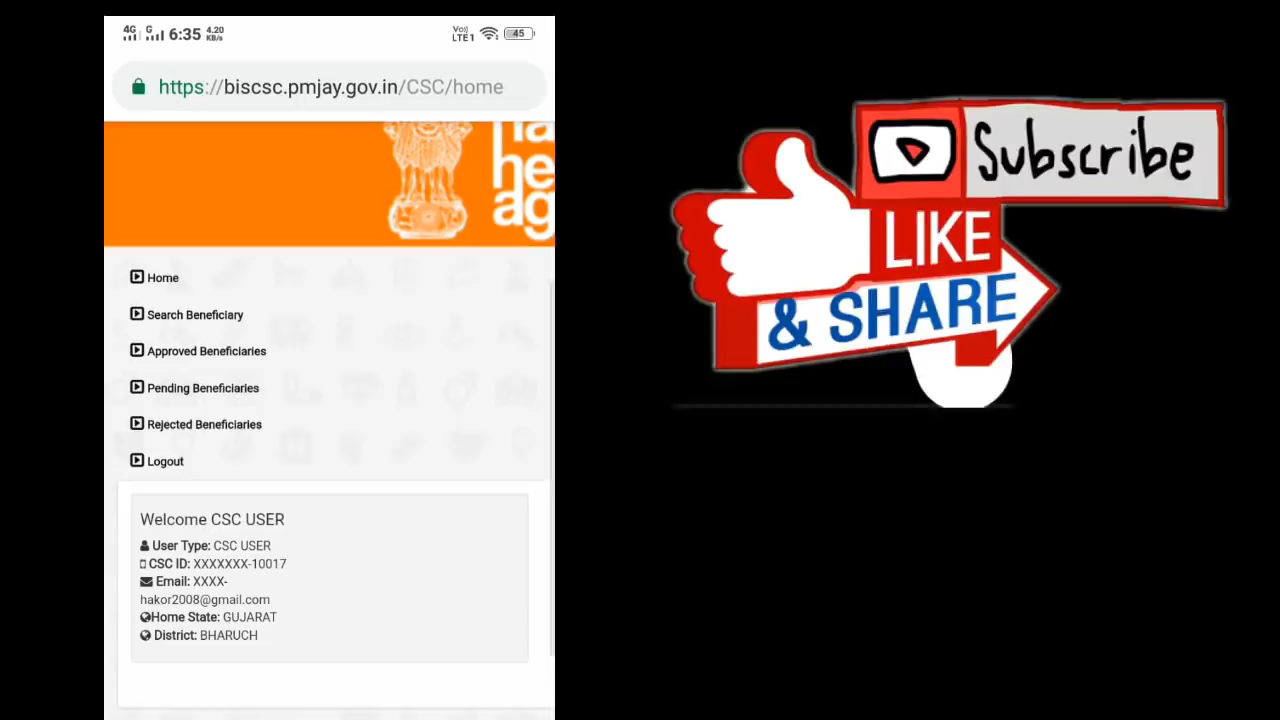 4G G 6:35 4.20 KB/s Vo)) LTE1 45
https://biscsc.pmjay.gov.in/CSC/home
he
ag
Home
Search Beneficiary
Approved Beneficiaries
Pending Beneficiaries
Rejected Beneficiaries
Logout
Welcome CSC USER
User Type: CSC USER
CSC ID: XXXXXXX-10017
Email: XXXX-
hakor2008@gmail.com
Home State: GUJARAT
District: BHARUCH
Subscribe
LIKE
& SHARE